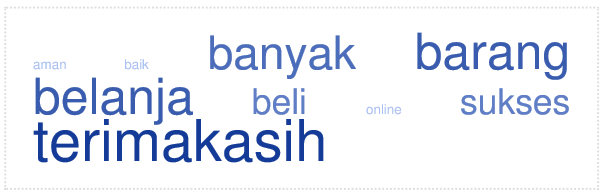 aman baik banyak barang
belanja beli online sukses
terimakasih